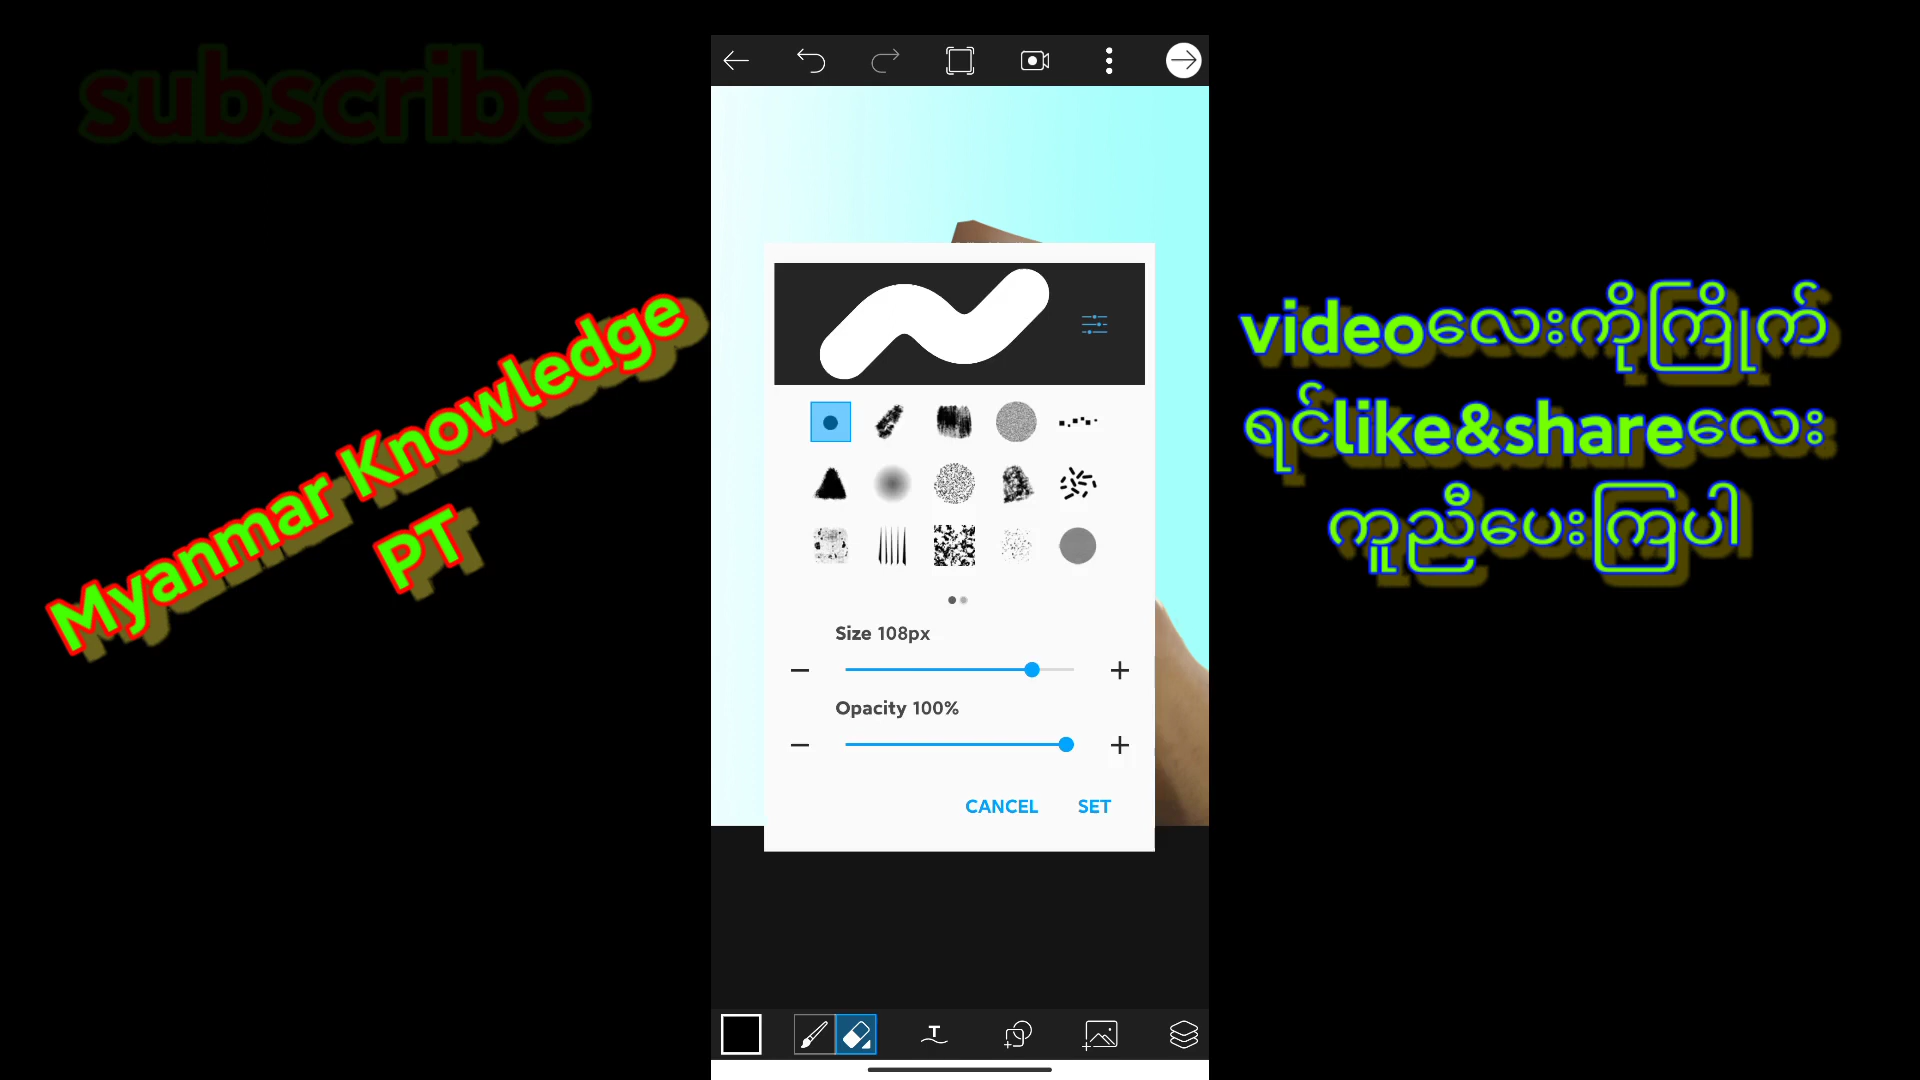 subscribe
Myanmar Knowledge
PT
videoလေးကိုကြိုက်
ရင်like&shareလေး
ကူညီပေးကြပါ
Size 108px
Opacity 100%
CANCEL SET
T